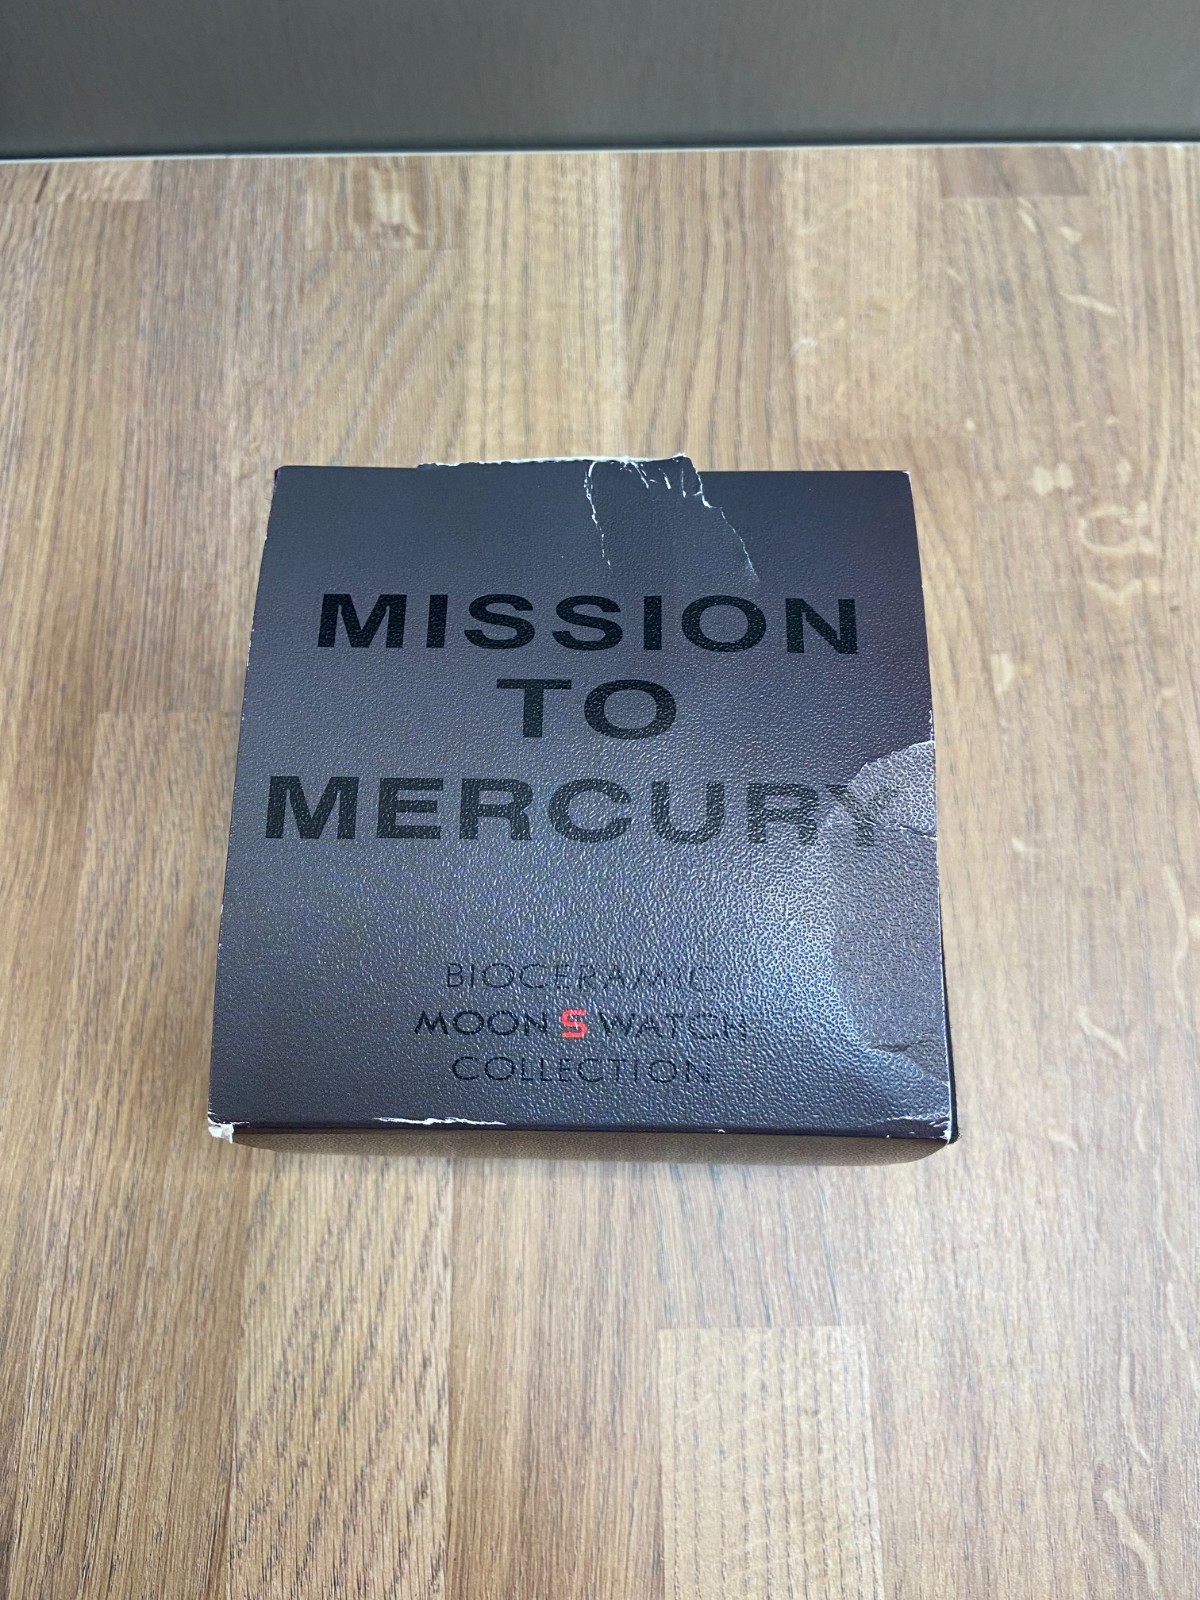 MISSION
TO
MERCURY
BIOCERAMIC
MOON S WATCH
COLLECTION